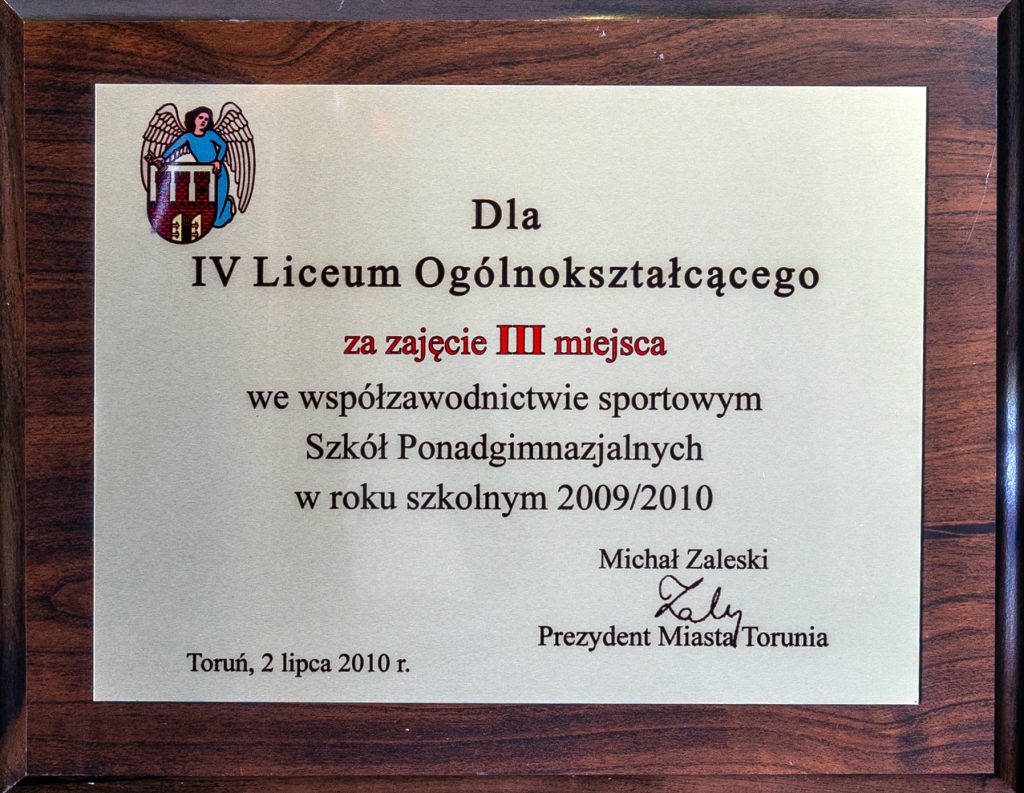 Dla
IV Liceum Ogólnokształcącego
za zajęcie III miejsca
we współzawodnictwie sportowym
Szkół Ponadgimnazjalnych
w roku szkolnym 2009/2010
Michał Zaleski
Prezydent Miasta Torunia
Toruń, 2 lipca 2010 r.